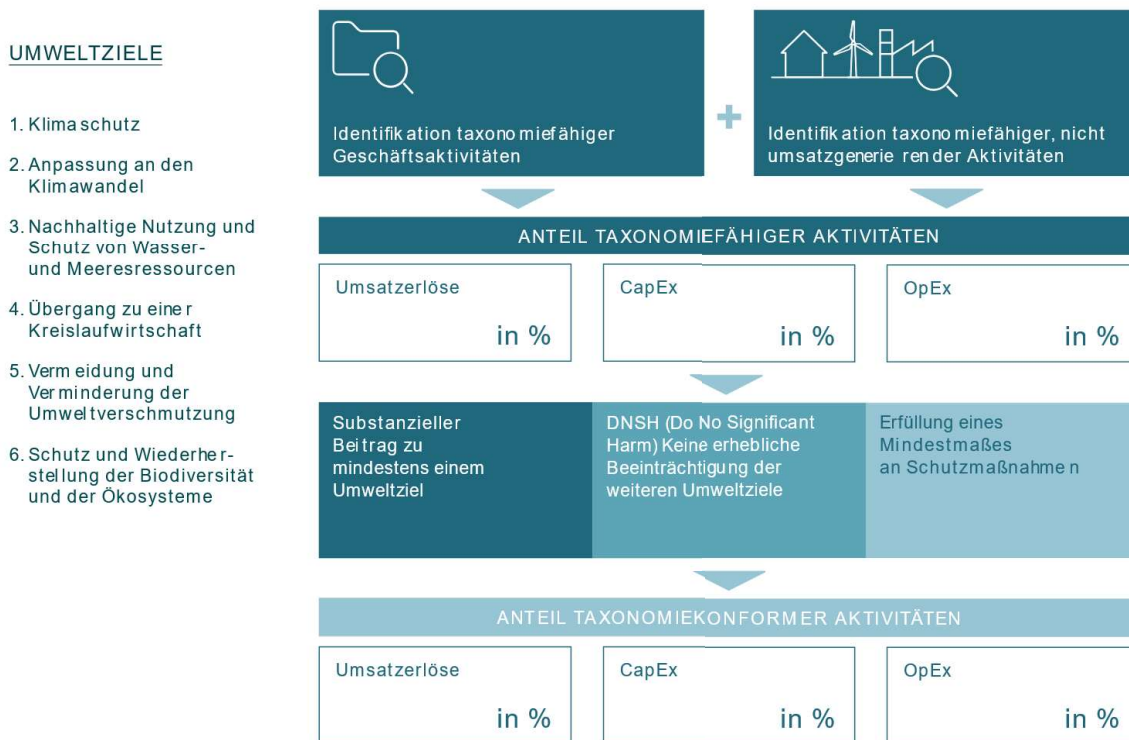 UMWELTZIELE
1. Klimaschutz
2. Anpassung an den
Klimawandel
3. Nachhaltige Nutzung und
Schutz von Wasser-
und Meeresressourcen
4. Übergang zu einer
Kreislaufwirtschaft
5. Vermeidung und
Verminderung der
Umweltverschmutzung
6. Schutz und Wiederher-
stellung der Biodiversität
und der Ökosysteme
Identifikation taxonomiefähiger
Geschäftsaktivitäten
+
Identifikation taxonomiefähiger, nicht
umsatzgenerierender Aktivitäten
ANTEIL TAXONOMIEFÄHIGER AKTIVITÄTEN
Umsatzerlöse
in %
CapEx
in %
OpEx
in %
Substanzieller
Beitrag zu
mindestens einem
Umweltziel
DNSH (Do No Significant
Harm) Keine erhebliche
Beeinträchtigung der
weiteren Umweltziele
Erfüllung eines
Mindestmaßes
an Schutzmaßnahmen
ANTEIL TAXONOMIEKONFORMER AKTIVITÄTEN
Umsatzerlöse
in %
CapEx
in %
OpEx
in %